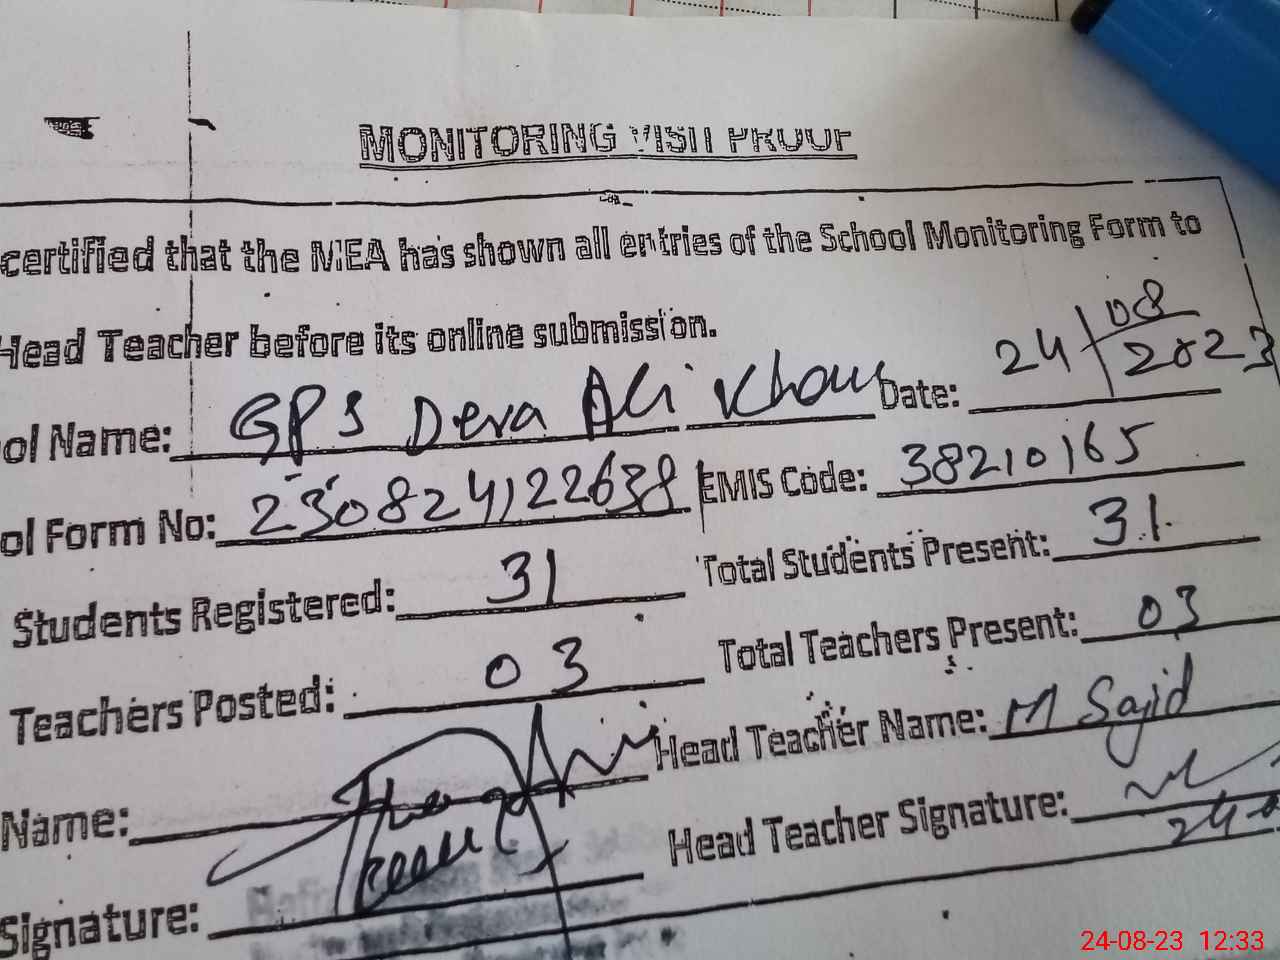 MONITORING VISIT PROOF
certified that the MEA has shown all entries of the School Monitoring Form to
Head Teacher before its online submission.
ol Name: GPS Dera Ali Khan Date: 24/08/2023
ol Form No: 230824122638 EMIS Code: 38210165
Students Registered: 31 Total Students Present: 31
Teachers Posted: 03 Total Teachers Present: 03
Name: Head Teacher Name: M Sajid
Signature: Head Teacher Signature:
24-08-23 12:33